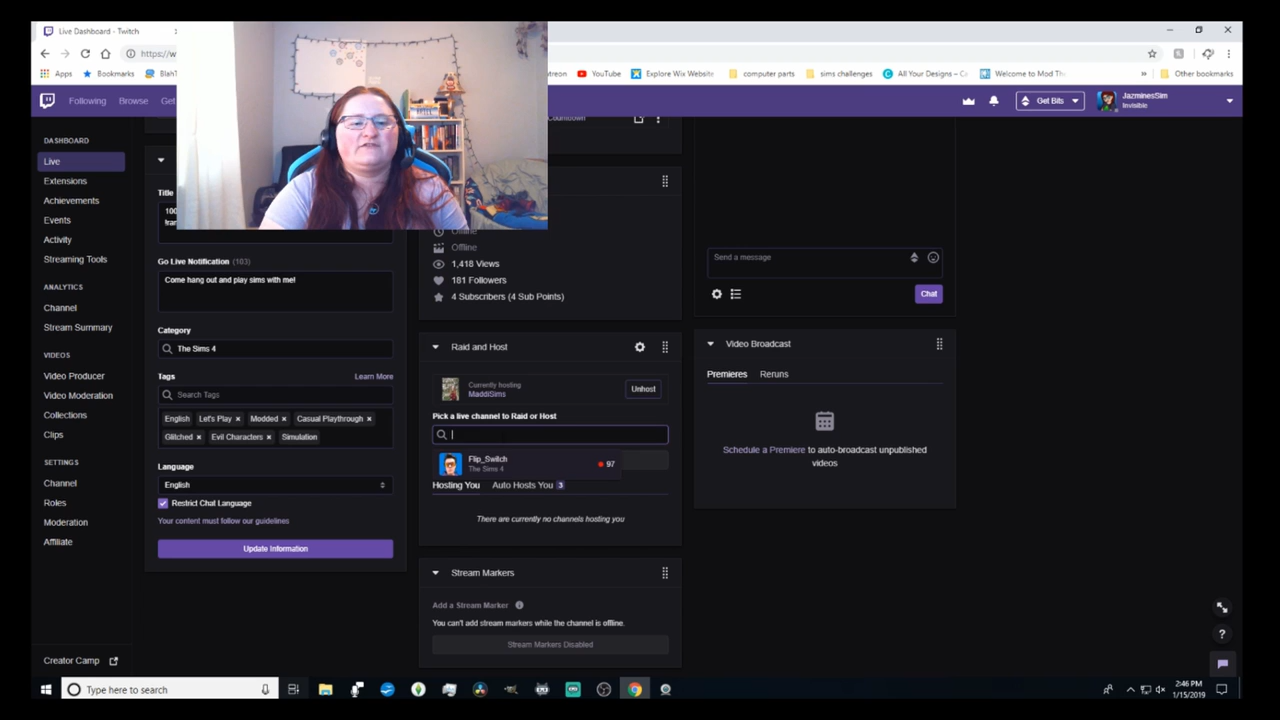 Live Dashboard - Twitch
https://w
Apps Bookmarks YouTube Explore Wix Website computer parts sims challenges Other bookmarks
Following Browse Get Bits JazminesSim
Invisible
DASHBOARD
Live
Extensions
Achievements
Events
Activity
Streaming Tools
ANALYTICS
Channel
Stream Summary
VIDEOS
Video Producer
Video Moderation
Collections
Clips
SETTINGS
Channel
Roles
Moderation
Affiliate
Creator Camp
Title
100
Go Live Notification (103)
Come hang out and play sims with me!
Category
The Sims 4
Tags Learn More
Search Tags
English Let's Play × Modded × Casual Playthrough ×
Glitched × Evil Characters × Simulation
Language
English
Restrict Chat Language
Your content must follow our guidelines
Update Information
Countdown
Offline
Offline
1,418 Views
181 Followers
4 Subscribers (4 Sub Points)
Raid and Host
Currently hosting
MaddiSims
Unhost
Pick a live channel to Raid or Host
Flip_Switch
The Sims 4
97
Hosting You Auto Hosts You 3
There are currently no channels hosting you
Stream Markers
Add a Stream Marker
You can't add stream markers while the channel is offline.
Stream Markers Disabled
Send a message
Chat
Video Broadcast
Premieres Reruns
Schedule a Premiere to auto-broadcast unpublished
videos
?
Type here to search
2:46 PM
1/15/2019